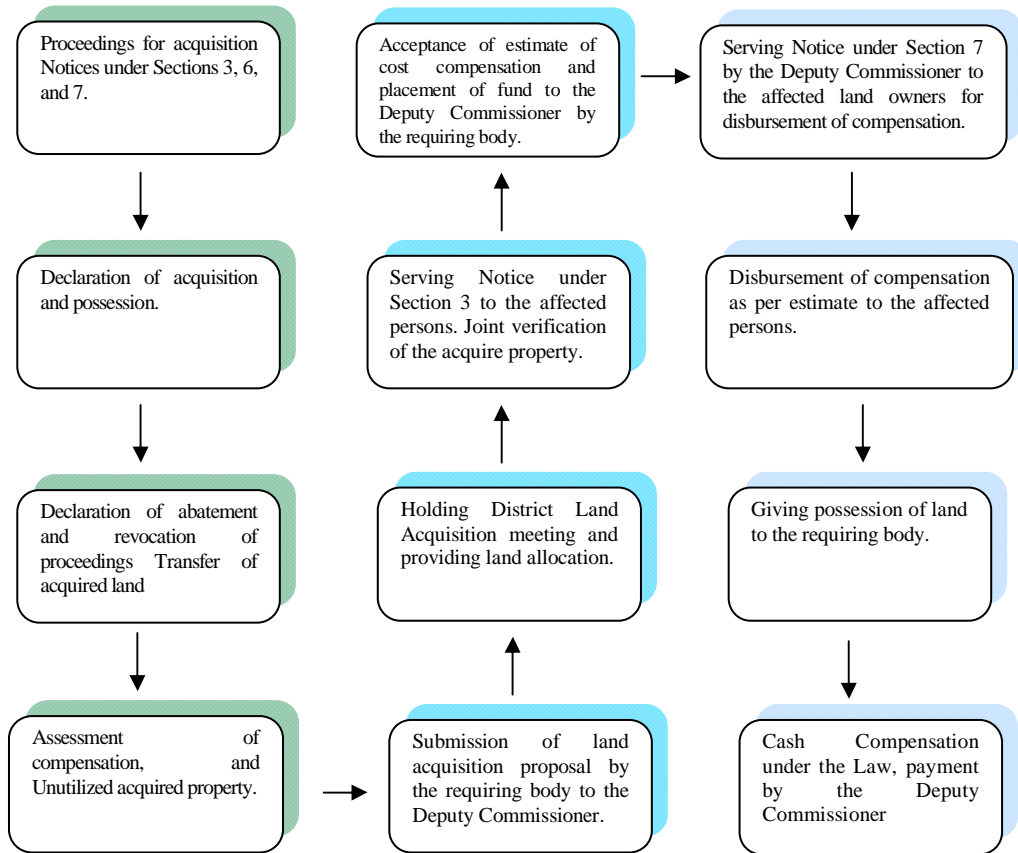 Proceedings for acquisition
Notices under Sections 3, 6,
and 7.
Declaration of acquisition
and possession.
Declaration of abatement
and revocation of
proceedings Transfer of
acquired land
Assessment of
compensation, and
Unutilized acquired property.
Submission of land
acquisition proposal by
the requiring body to the
Deputy Commissioner.
Holding District Land
Acquisition meeting and
providing land allocation.
Serving Notice under
Section 3 to the affected
persons. Joint verification
of the acquire property.
Acceptance of estimate of
cost compensation and
placement of fund to the
Deputy Commissioner by
the requiring body.
Serving Notice under Section 7
by the Deputy Commissioner to
the affected land owners for
disbursement of compensation.
Disbursement of compensation
as per estimate to the affected
persons.
Giving possession of land
to the requiring body.
Cash Compensation
under the Law, payment
by the Deputy
Commissioner